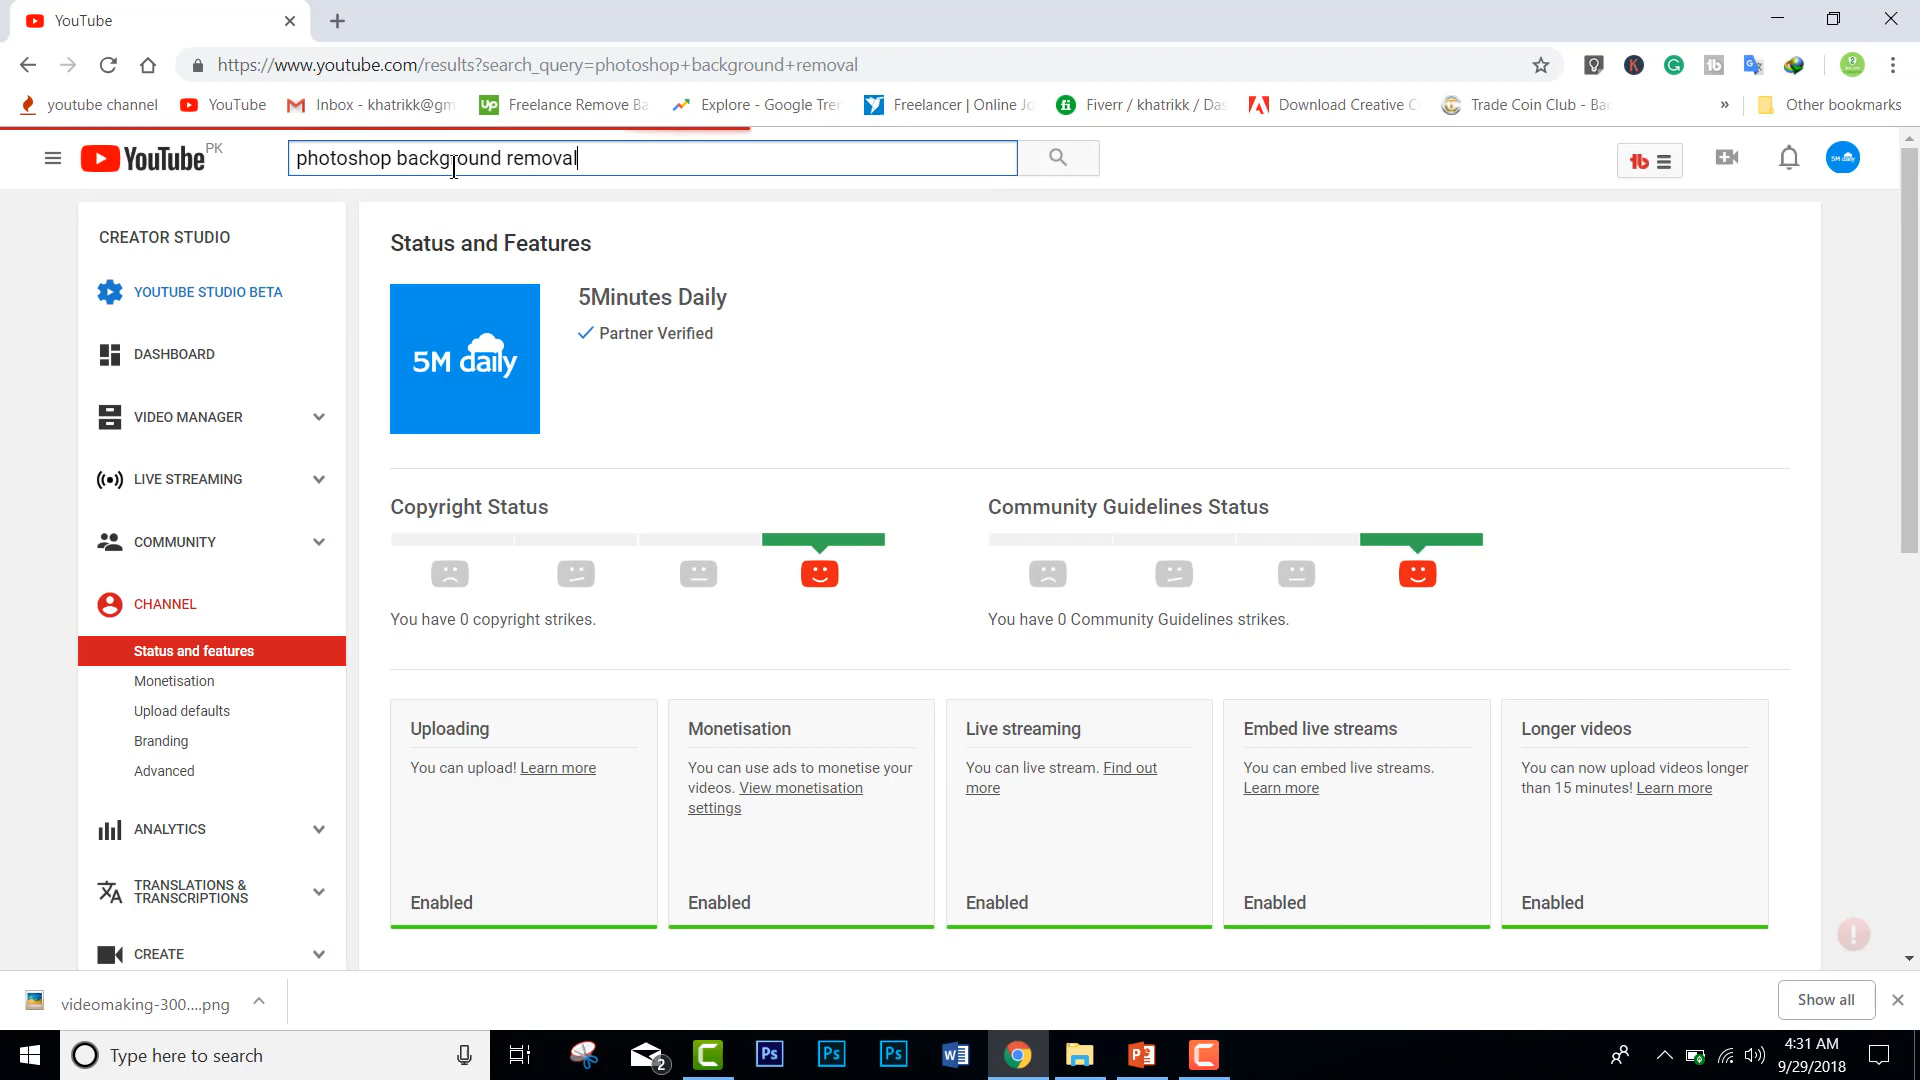 YouTube
https://www.youtube.com/results?search_query=photoshop+background+removal
youtube channel YouTube Inbox - khatrikk@gm Up Freelance Remove Ba Explore - Google Tren Freelancer | Online Jo fi Fiverr / khatrikk / Das Download Creative C Trade Coin Club - Bac » Other bookmarks
YouTube PK
photoshop background removal
CREATOR STUDIO
YOUTUBE STUDIO BETA
DASHBOARD
VIDEO MANAGER
LIVE STREAMING
COMMUNITY
CHANNEL
Status and features
Monetisation
Upload defaults
Branding
Advanced
ANALYTICS
TRANSLATIONS &
TRANSCRIPTIONS
CREATE
Status and Features
5M daily
5Minutes Daily
Partner Verified
Copyright Status
You have 0 copyright strikes.
Community Guidelines Status
You have 0 Community Guidelines strikes.
Uploading
You can upload! Learn more
Enabled
Monetisation
You can use ads to monetise your
videos. View monetisation
settings
Enabled
Live streaming
You can live stream. Find out
more
Enabled
Embed live streams
You can embed live streams.
Learn more
Enabled
Longer videos
You can now upload videos longer
than 15 minutes! Learn more
Enabled
videomaking-300....png
Show all
Type here to search
2
Ps
Ps
Ps
4:31 AM
9/29/2018